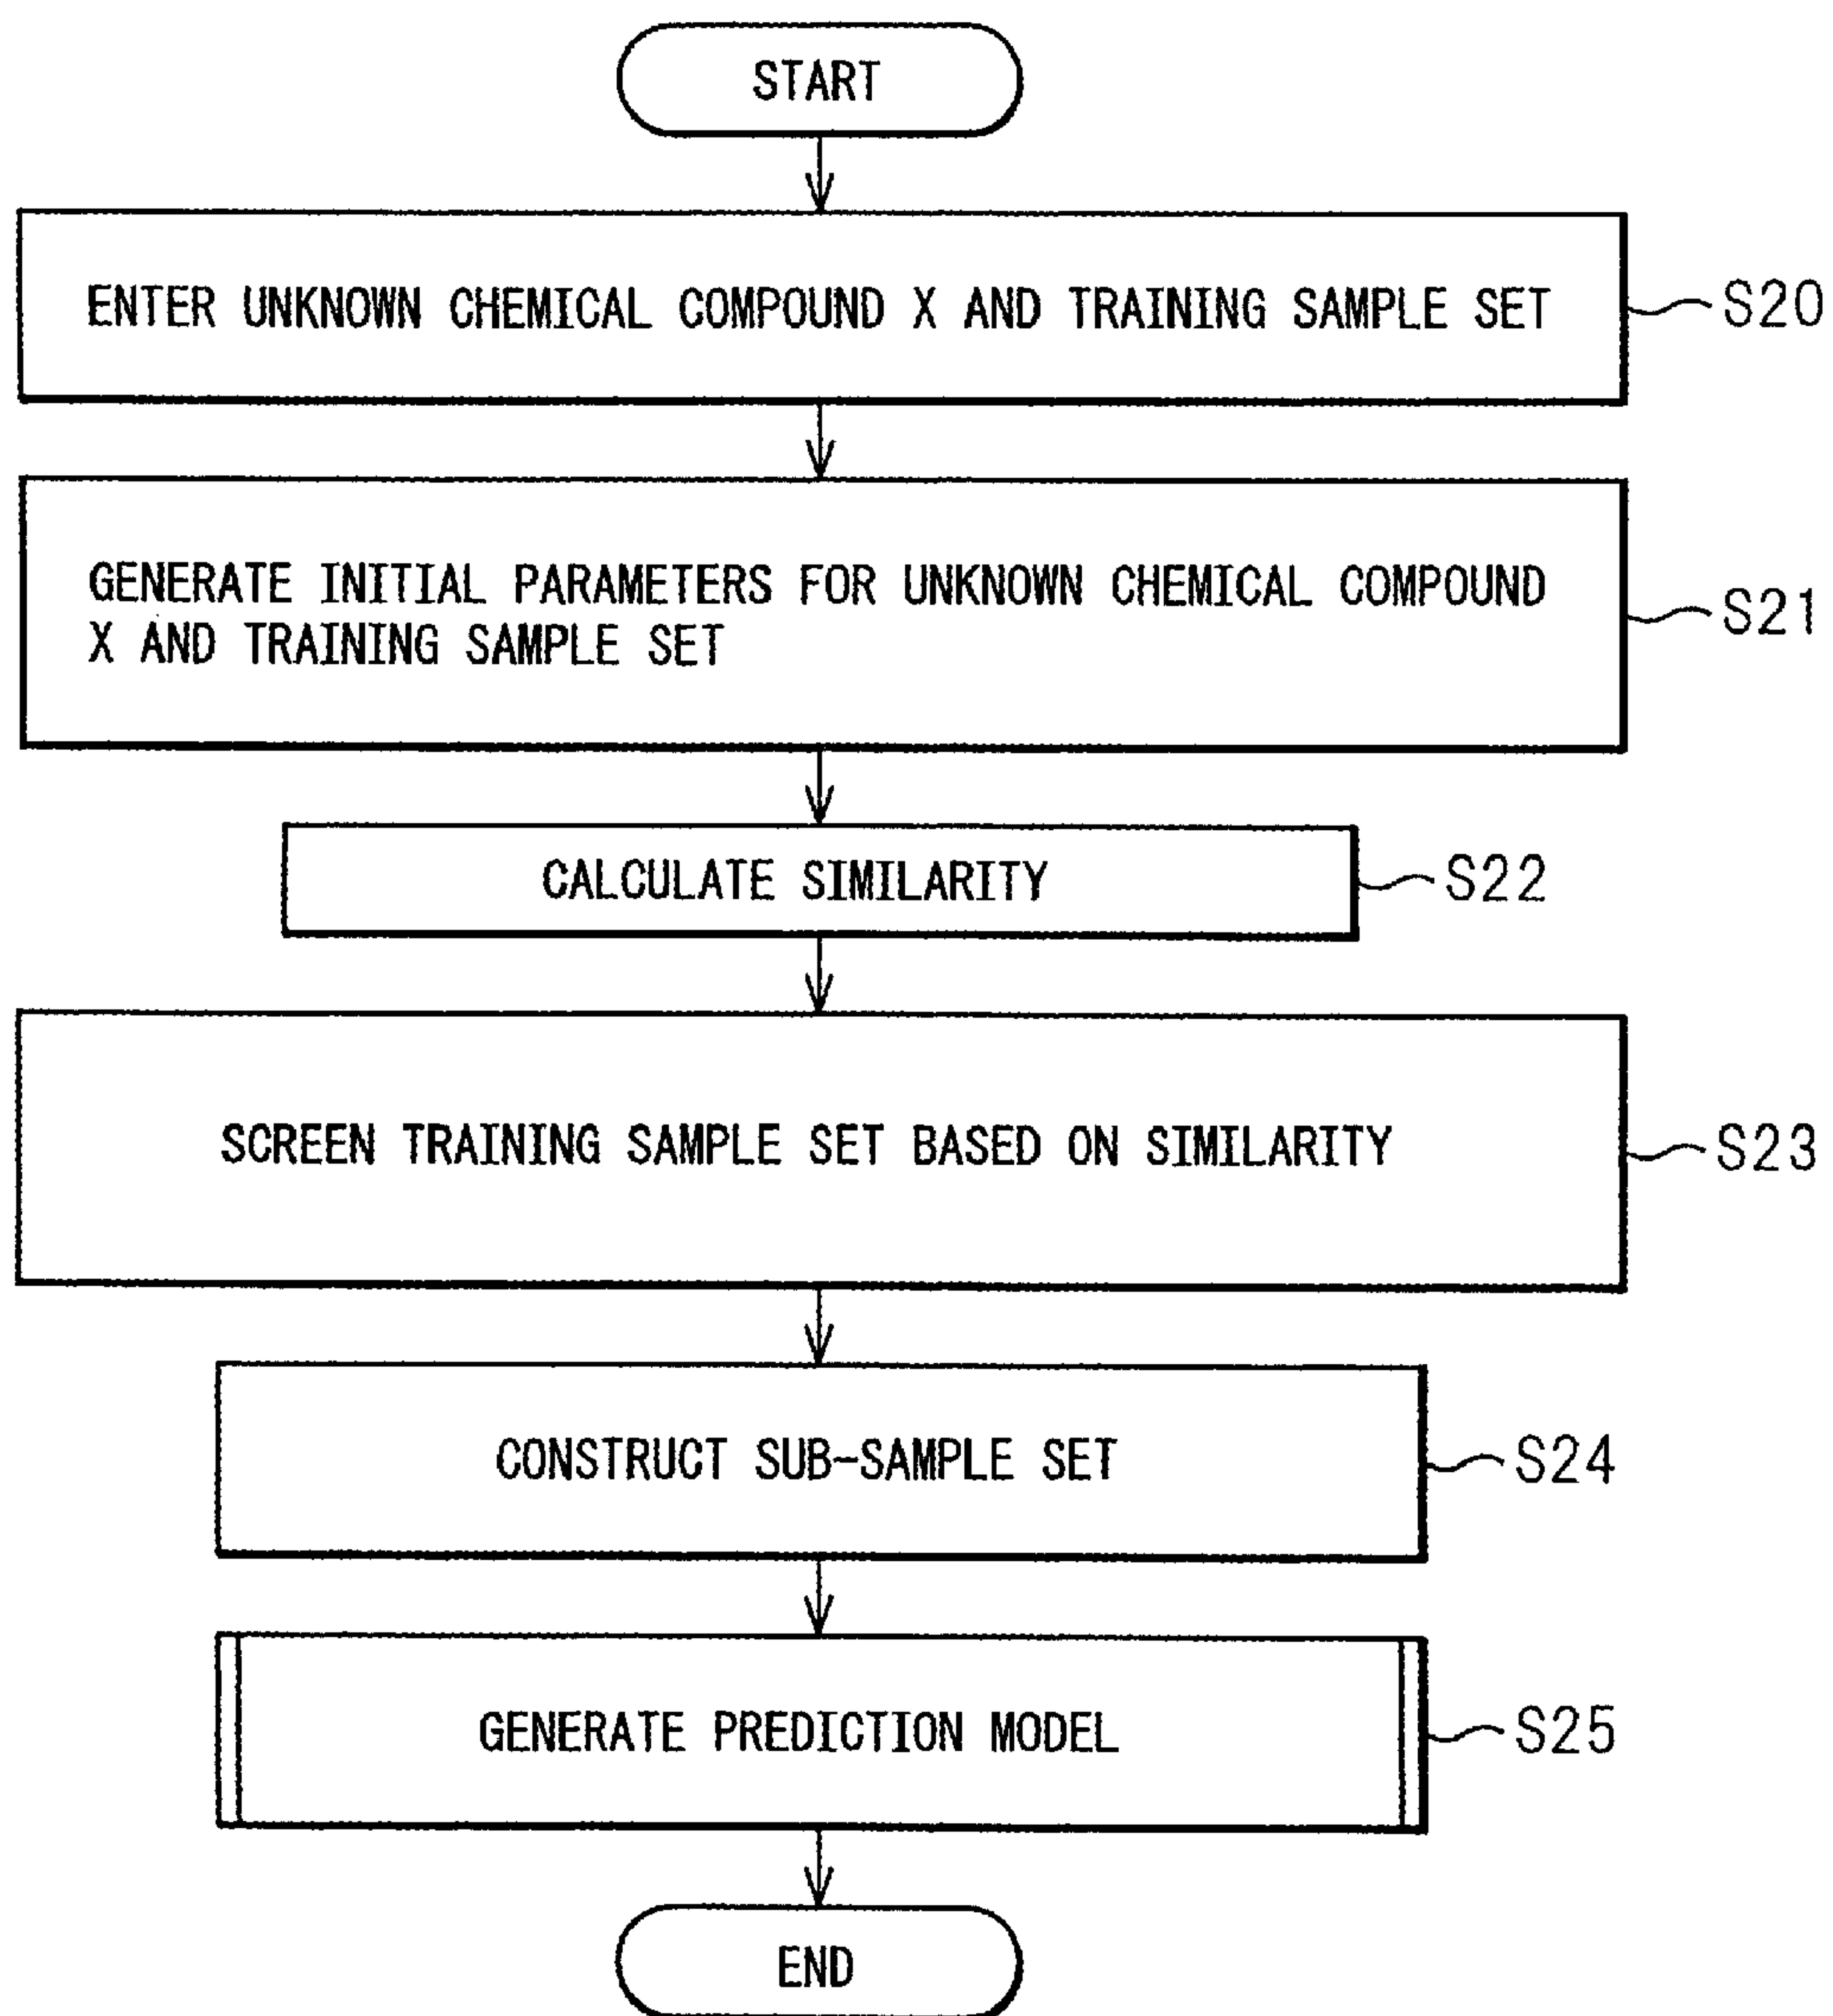 START
ENTER UNKNOWN CHEMICAL COMPOUND X AND TRAINING SAMPLE SET
S20
GENERATE INITIAL PARAMETERS FOR UNKNOWN CHEMICAL COMPOUND
X AND TRAINING SAMPLE SET
S21
CALCULATE SIMILARITY
S22
SCREEN TRAINING SAMPLE SET BASED ON SIMILARITY
S23
CONSTRUCT SUB-SAMPLE SET
S24
GENERATE PREDICTION MODEL
S25
END